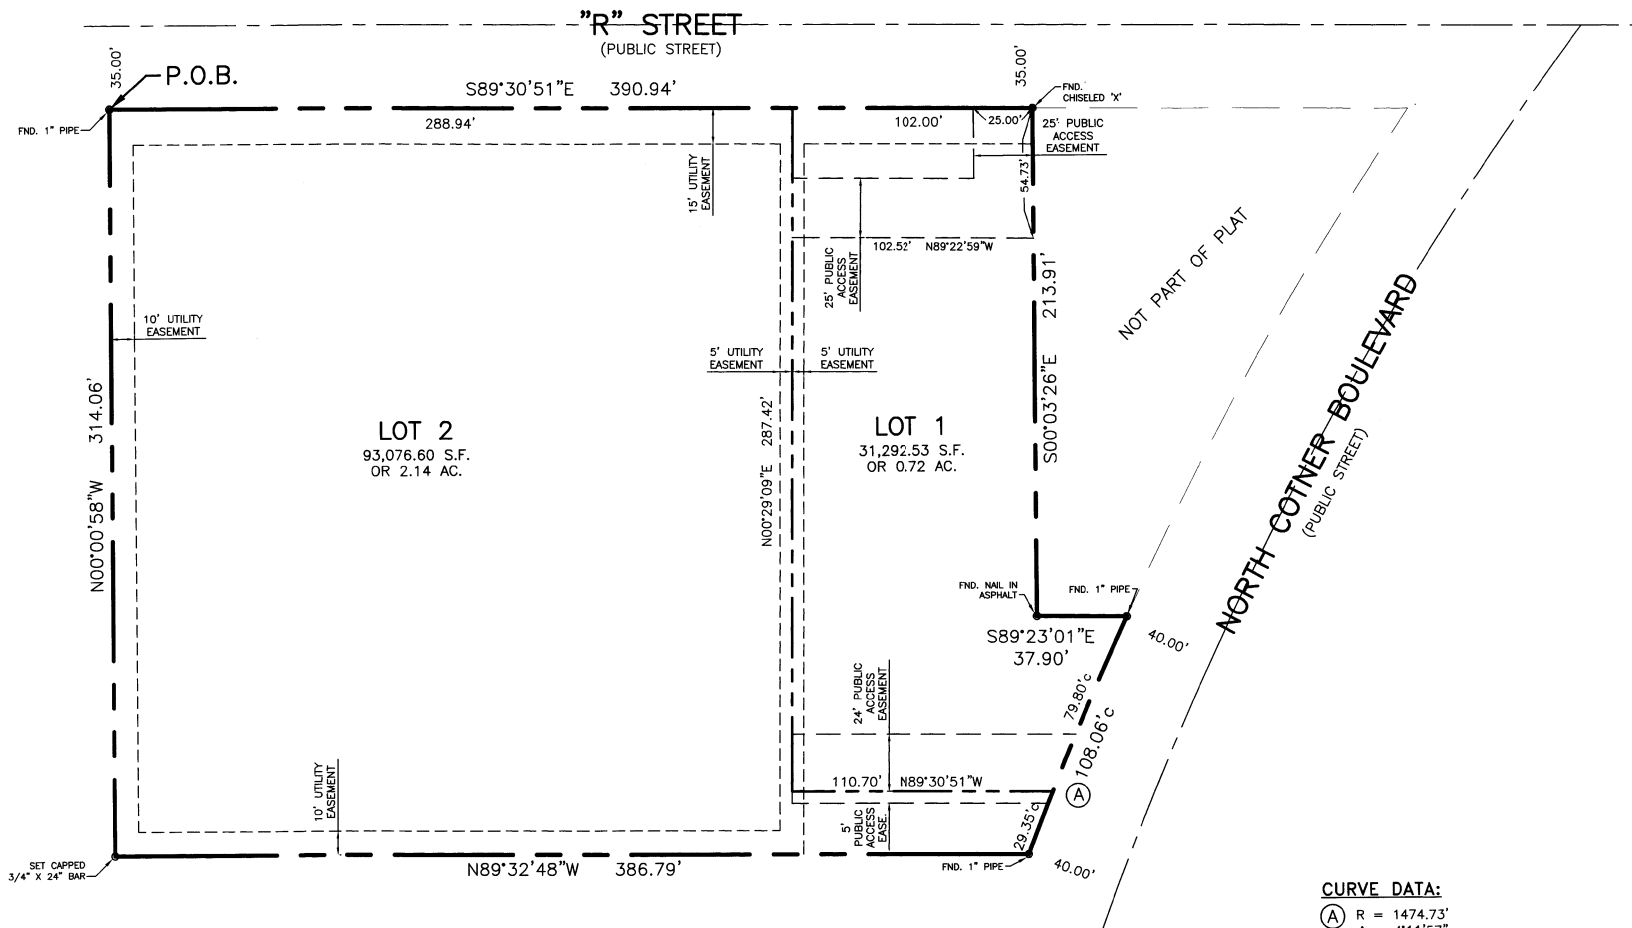 "R" STREET
(PUBLIC STREET)
35.00'
P.O.B.
S89°30'51"E 390.94'
35.00'
FND.
CHISELED 'X'
FND. 1" PIPE
288.94'
102.00'
25.00'
25' PUBLIC
ACCESS
EASEMENT
15' UTILITY
EASEMENT
54.73'
102.52' N89°22'59"W
25' PUBLIC
ACCESS
EASEMENT
NOT PART OF PLAT
10' UTILITY
EASEMENT
5' UTILITY
EASEMENT
5' UTILITY
EASEMENT
S00°03'26"E 213.91'
NORTH COTNER BOULEVARD
(PUBLIC STREET)
N00°00'58"W 314.06'
LOT 2
93,076.60 S.F.
OR 2.14 AC.
N00°29'09"E 287.42'
LOT 1
31,292.53 S.F.
OR 0.72 AC.
FND. NAIL IN
ASPHALT
FND. 1" PIPE
S89°23'01"E
37.90'
40.00'
24' PUBLIC
ACCESS
EASEMENT
79.80'c
108.06'c
10' UTILITY
EASEMENT
110.70' N89°30'51"W
A
5'
PUBLIC
ACCESS
EASE.
29.35'c
SET CAPPED
3/4" X 24" BAR
N89°32'48"W 386.79'
FND. 1" PIPE
40.00'
CURVE DATA:
A R = 1474.73'